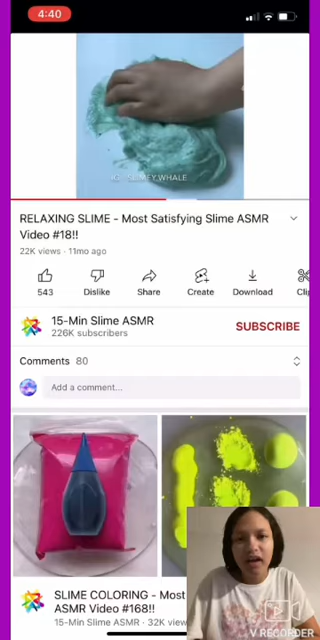 4:40
IG: SLIMEY.WHALE
RELAXING SLIME - Most Satisfying Slime ASMR
Video #18!!
22K views · 11mo ago
543
Dislike
Share
Create
Download
Clip
15-Min Slime ASMR
226K subscribers
SUBSCRIBE
Comments 80
Add a comment...
SLIME COLORING - Most
ASMR Video #168!!
15-Min Slime ASMR · 32K view
V RECORDER